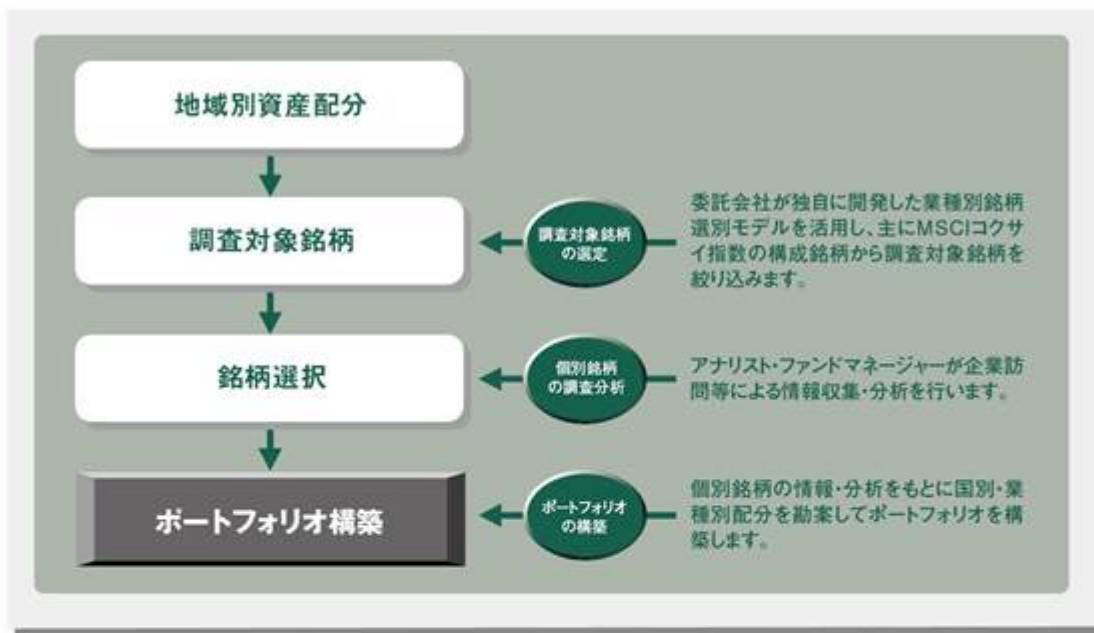 地域別資産配分
調査対象銘柄
調査対象銘柄
の選定
委託会社が独自に開発した業種別銘柄
選別モデルを活用し、主にMSCIコクサ
イ指数の構成銘柄から調査対象銘柄を
絞り込みます。
銘柄選択
個別銘柄
の調査分析
アナリスト・ファンドマネージャーが企業訪
問等による情報収集・分析を行います。
ポートフォリオ構築
ポートフォリオ
の構築
個別銘柄の情報・分析をもとに国別・業
種別配分を勘案してポートフォリオを構
築します。